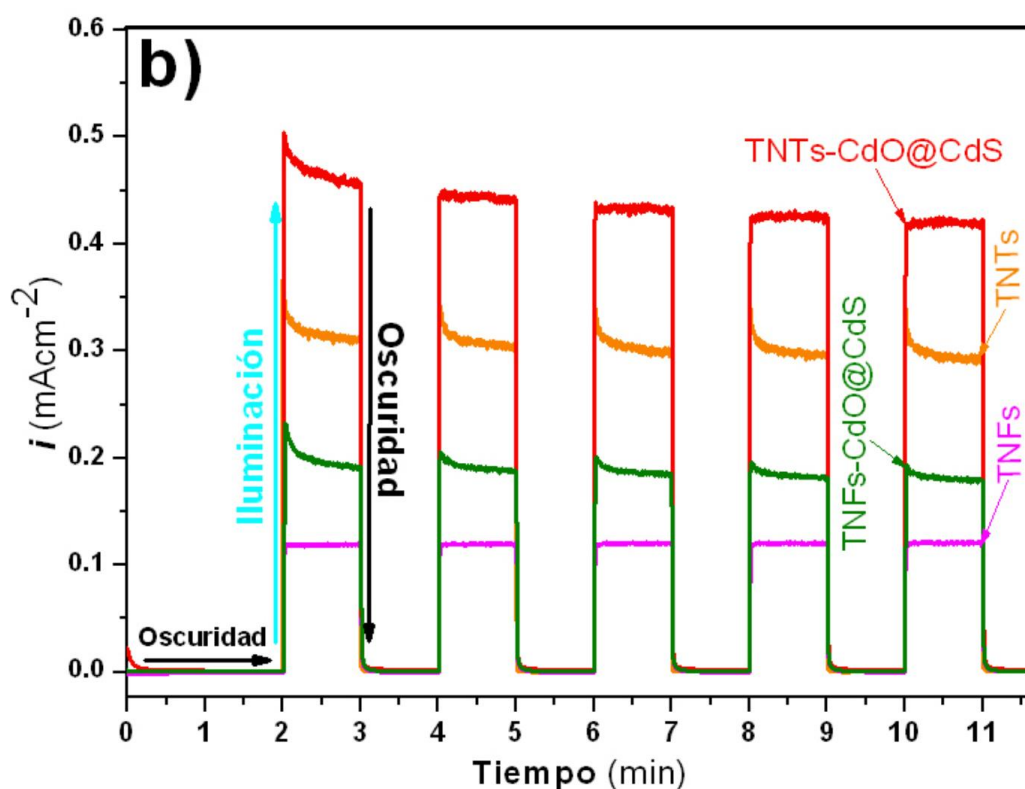 b)
0.6
0.5
0.4
0.3
0.2
0.1
0.0
i (mAcm-2)
Iluminación
Oscuridad
Oscuridad
TNTs-CdO@CdS
TNTs
TNFs-CdO@CdS
TNFs
0 1 2 3 4 5 6 7 8 9 10 11
Tiempo (min)